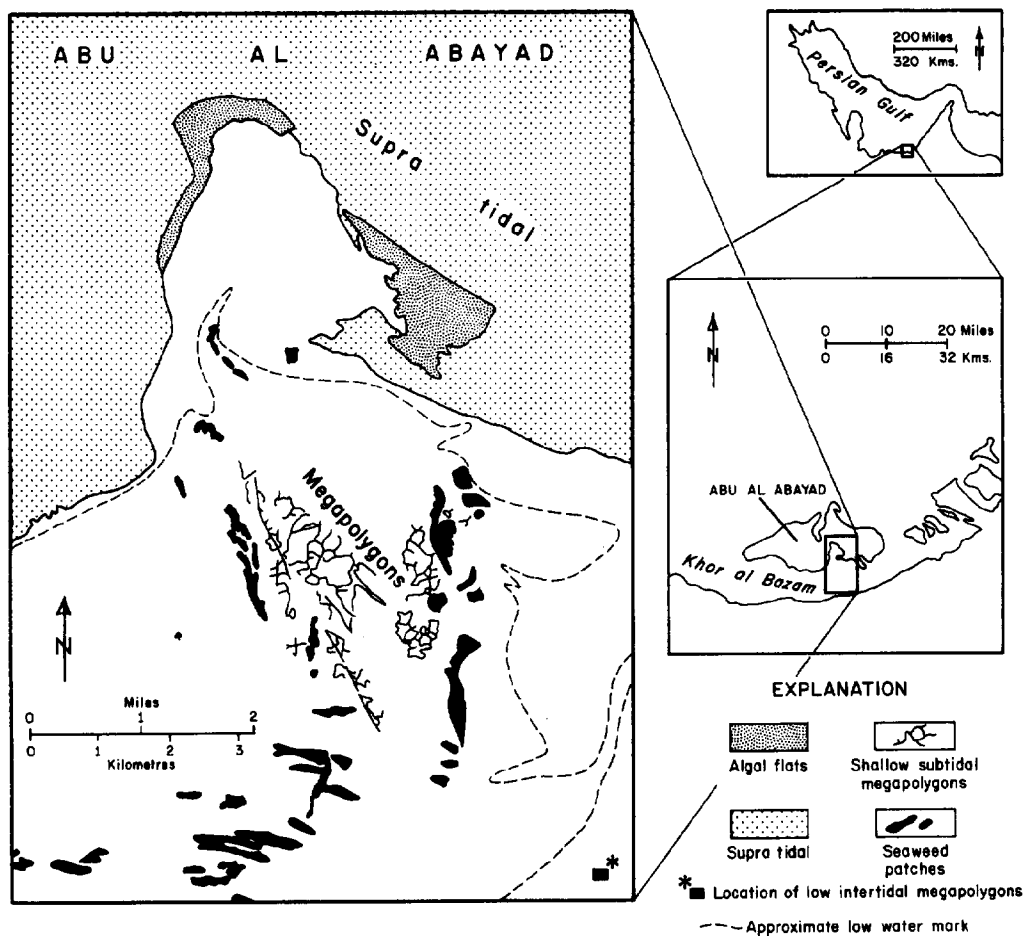 ABU AL ABAYAD
Supra
tidal
Megapolygons
N
Miles
0 1 2
0 1 2 3
Kilometres
*
200 Miles
320 Kms.
N
Persian Gulf
N
0 10 20 Miles
0 16 32 Kms.
ABU AL ABAYAD
Khor al Bazam
EXPLANATION
Algal flats
Shallow subtidal
megapolygons
Supra tidal
Seaweed
patches
* Location of low intertidal megapolygons
Approximate low water mark